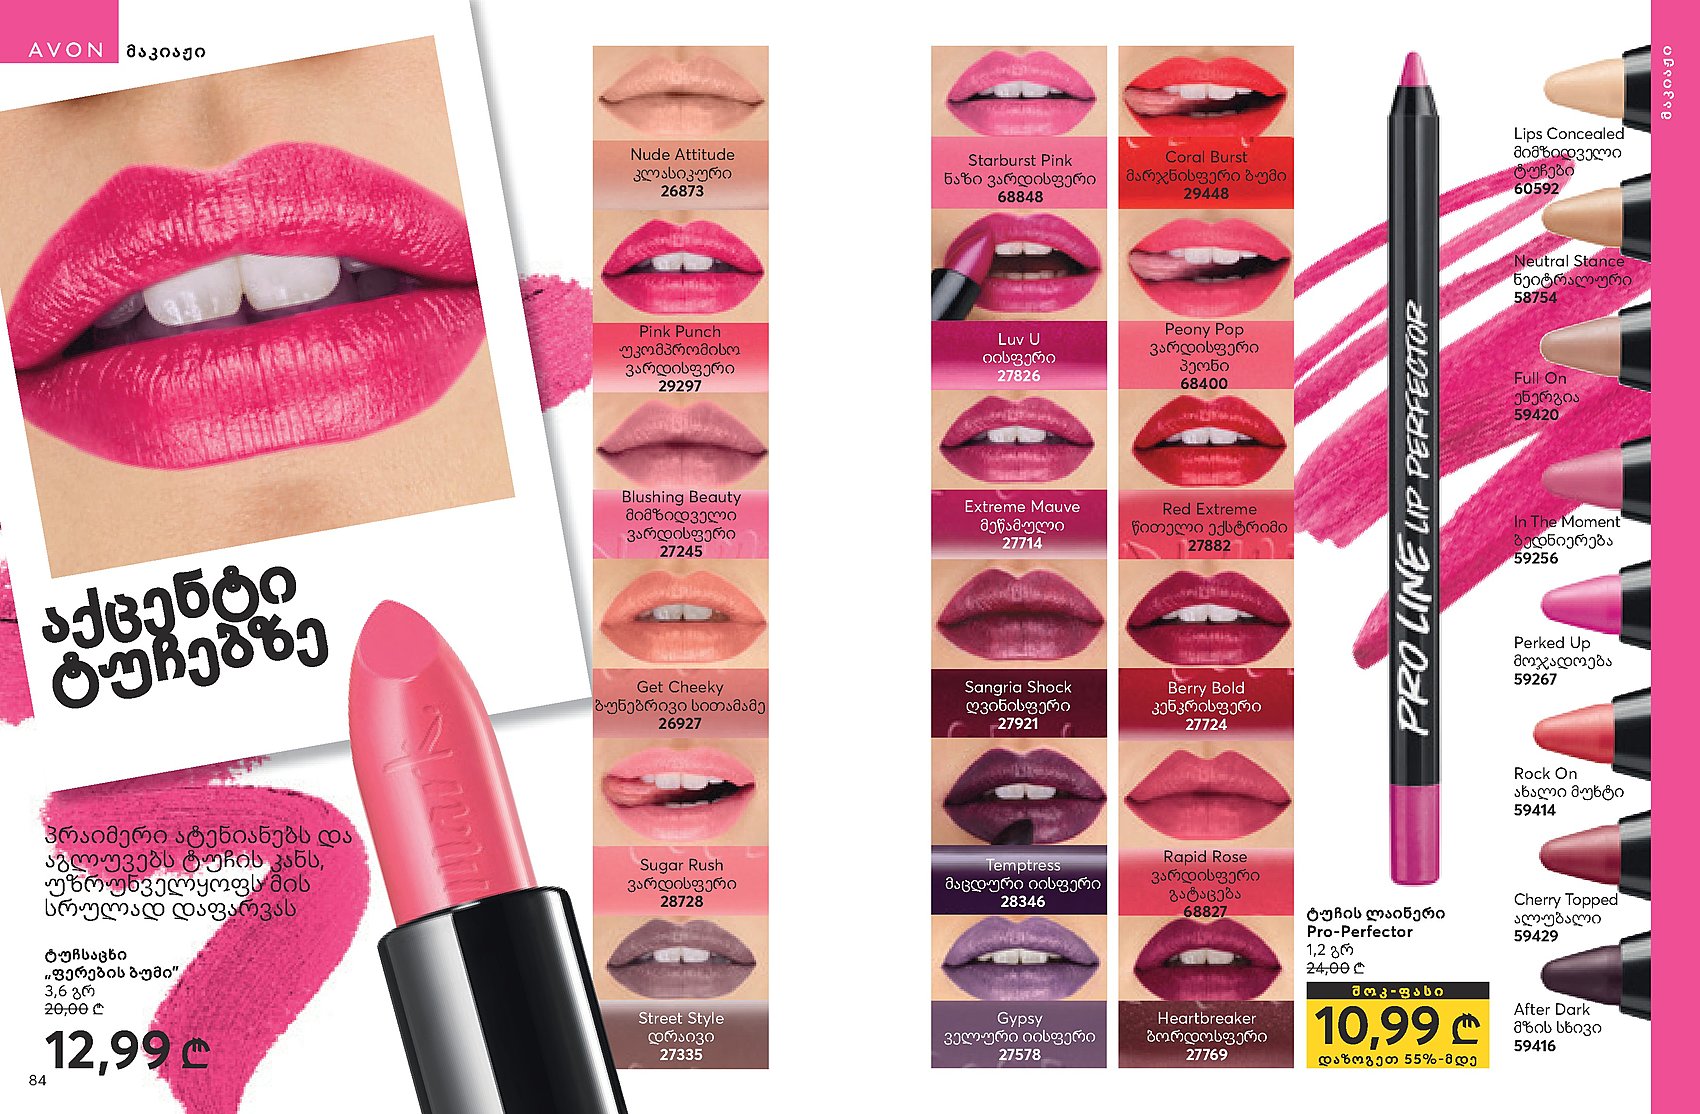 AVON
მაკიაჟი
აქცენტი
ტუჩებზე
პრაიმერი ატენიანებს და
აგლუვებს ტუჩის კანს,
უზრუნველყოფს მის
სრულად დაფარვას
ტუჩსაცხი
„ფერების ბუმი”
3,6 გრ
20,00 ₾
12,99 ₾
84
Nude Attitude
კლასიკური
26873
Pink Punch
უკომპრომისო
ვარდისფერი
29297
Blushing Beauty
მიმზიდველი
ვარდისფერი
27245
Get Cheeky
ბუნებრივი სითამამე
26927
Sugar Rush
ვარდისფერი
28728
Street Style
დრაივი
27335
Starburst Pink
ნაზი ვარდისფერი
68848
Luv U
იისფერი
27826
Extreme Mauve
მეწამული
27714
Sangria Shock
ღვინისფერი
27921
Temptress
მაცდური იისფერი
28346
Gypsy
ველური იისფერი
27578
Coral Burst
მარჯნისფერი ბუმი
29448
Peony Pop
ვარდისფერი
პეონი
68400
Red Extreme
წითელი ექსტრიმი
27882
Berry Bold
კენკრისფერი
27724
Rapid Rose
ვარდისფერი
გატაცება
68827
Heartbreaker
ბორდოსფერი
27769
PRO LINE LIP PERFECTOR
ტუჩის ლაინერი
Pro-Perfector
1,2 გრ
24,00 ₾
შოკ-ფასი
10,99 ₾
დაზოგეთ 55%-მდე
მაკიაჟი
Lips Concealed
მიმზიდველი
ტუჩები
60592
Neutral Stance
ნეიტრალური
58754
Full On
ენერგია
59420
In The Moment
ბედნიერება
59256
Perked Up
მოჯადოება
59267
Rock On
ახალი მუხტი
59414
Cherry Topped
ალუბალი
59429
After Dark
მზის სხივი
59416